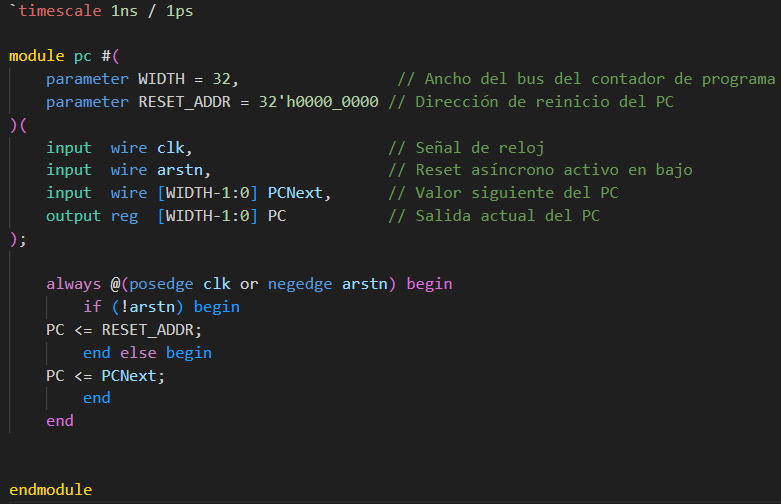 `timescale 1ns / 1ps
module pc #(
parameter WIDTH = 32, // Ancho del bus del contador de programa
parameter RESET_ADDR = 32'h0000_0000 // Dirección de reinicio del PC
)(
input wire clk, // Señal de reloj
input wire arstn, // Reset asíncrono activo en bajo
input wire [WIDTH-1:0] PCNext, // Valor siguiente del PC
output reg [WIDTH-1:0] PC // Salida actual del PC
);
always @(posedge clk or negedge arstn) begin
if (!arstn) begin
PC <= RESET_ADDR;
end else begin
PC <= PCNext;
end
end
endmodule